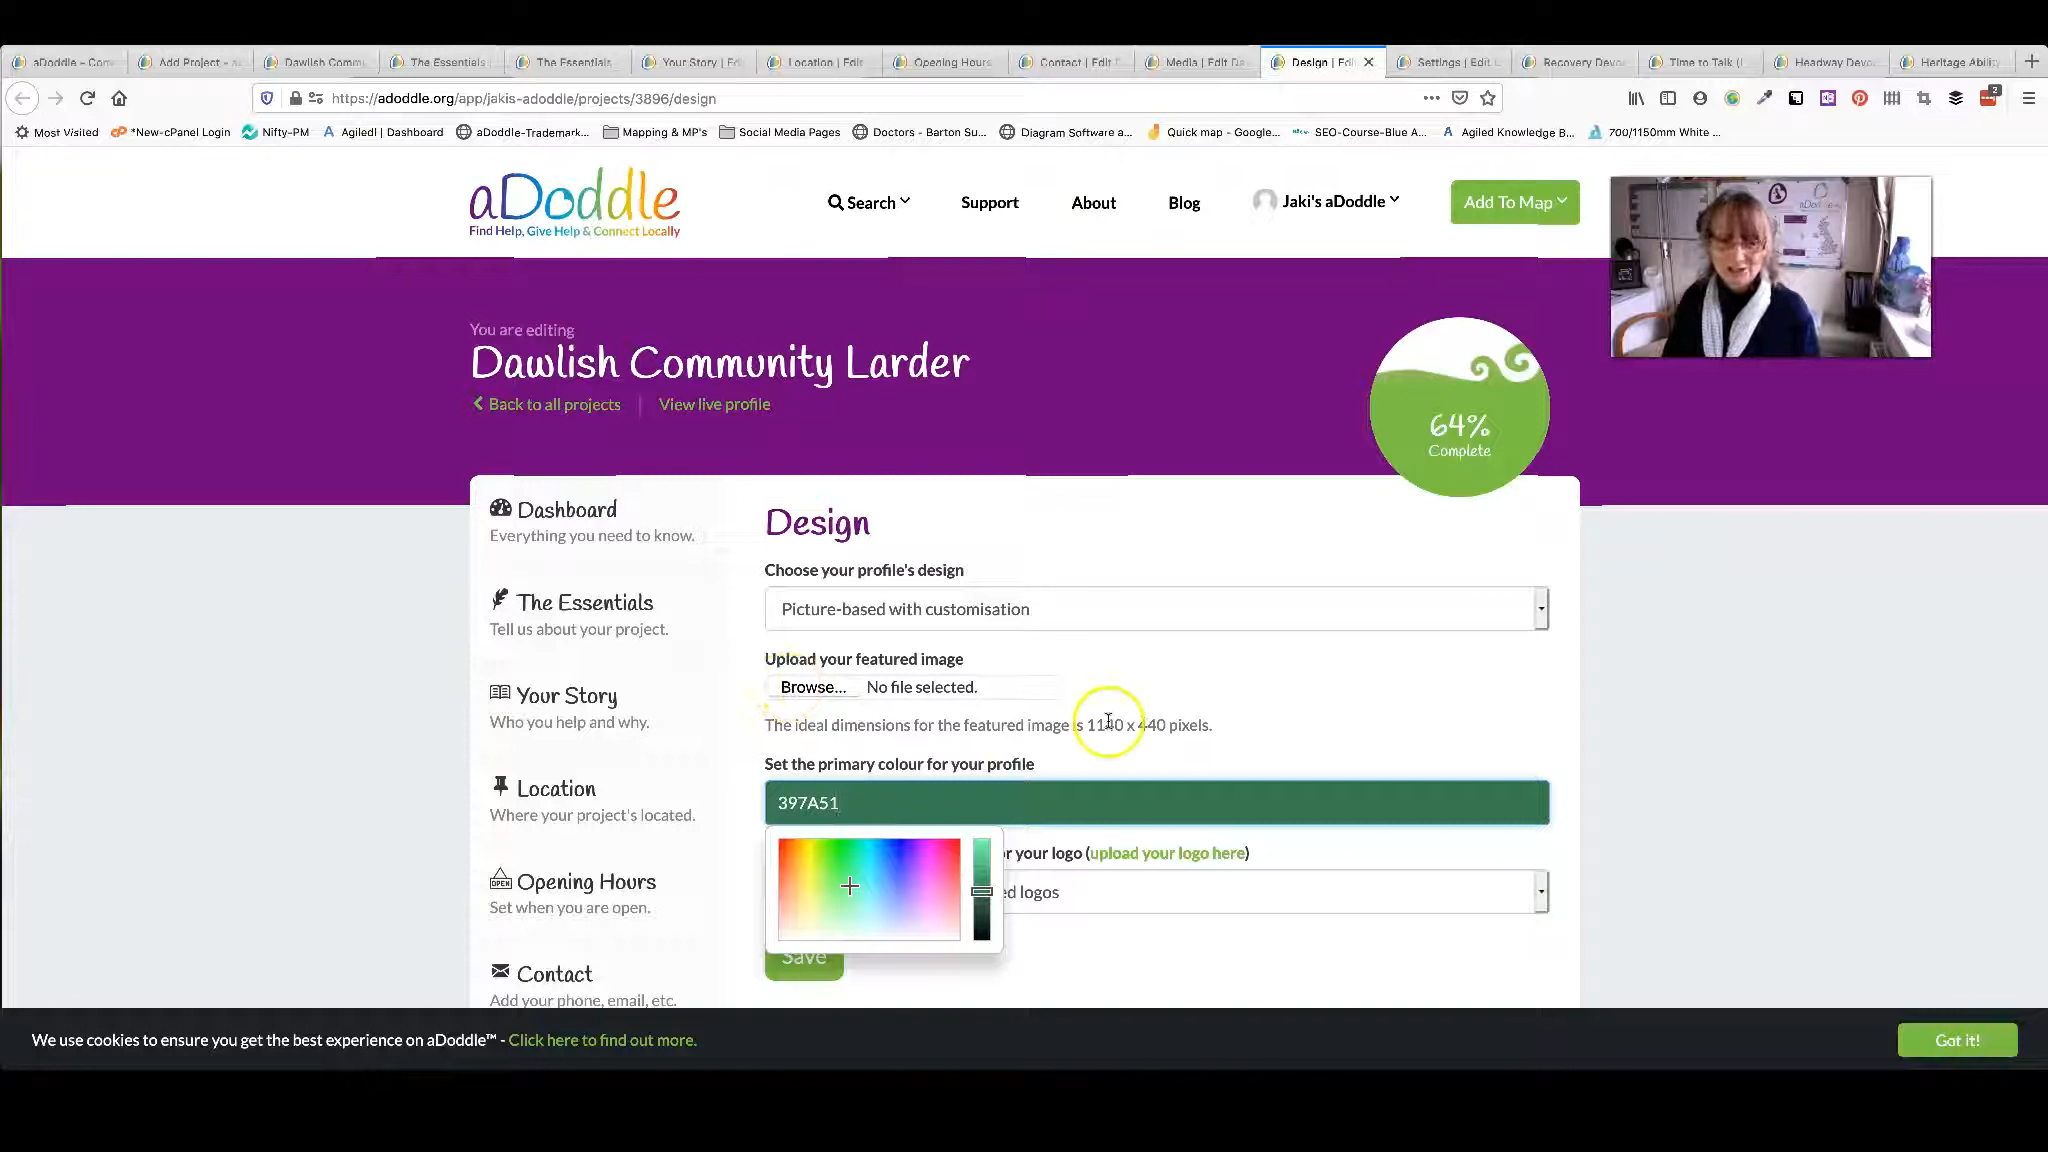 aDoddle – Com
Add Project – a
Dawlish Commu
The Essentials
The Essentials
Your Story | Ed
Location | Edit
Opening Hours
Contact | Edit D
Media | Edit Da
Design | Edit
Settings | Edit
Recovery Devo
Time to Talk (
Headway Devo
Haritage Ability
https://adoddle.org/app/jakis-adoddle/projects/3896/design
2
Most Visited
*New-cPanel Login
Nifty-PM
Agiledl | Dashboard
aDoddle-Trademark...
Mapping & MP's
Social Media Pages
Doctors - Barton Su...
Diagram Software a...
Quick map - Google...
SEO-Course-Blue A...
Agiled Knowledge B...
700/1150mm White ...
aDoddle
Find Help, Give Help & Connect Locally
Search
Support
About
Blog
Jaki's aDoddle
Add To Map
You are editing
Dawlish Community Larder
Back to all projects
View live profile
64%
Complete
Dashboard
Everything you need to know.
The Essentials
Tell us about your project.
Your Story
Who you help and why.
Location
Where your project's located.
OPEN
Opening Hours
Set when you are open.
Contact
Add your phone, email, etc.
Design
Choose your profile's design
Picture-based with customisation
Upload your featured image
Browse... No file selected.
The ideal dimensions for the featured image is 1140 x 440 pixels.
Set the primary colour for your profile
397A51
or your logo (upload your logo here)
ed logos
Save
We use cookies to ensure you get the best experience on aDoddle™ - Click here to find out more.
Got it!